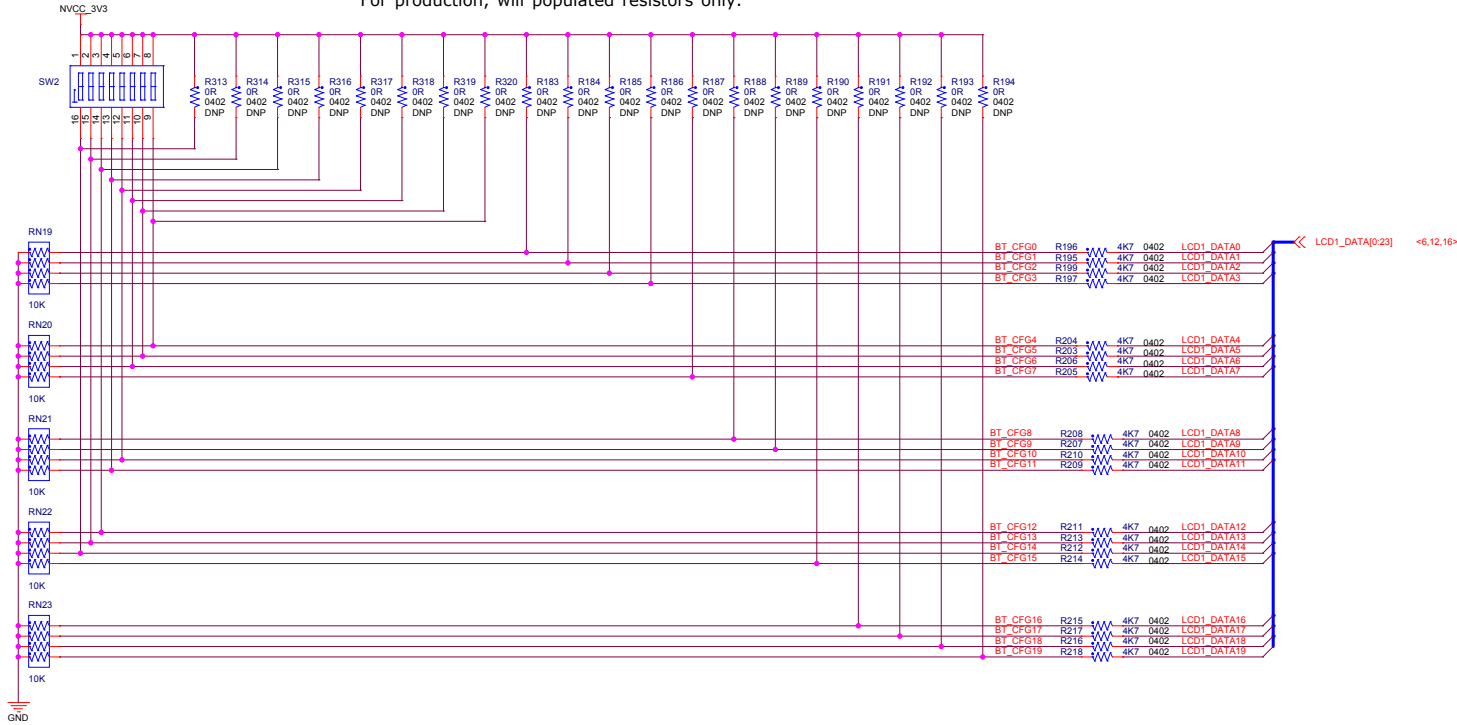 For production, will populated resistors only.
NVCC_3V3
1 2 3 4 5 6 7 8
SW2
16 15 14 13 12 11 10 9
R313 0R 0402 DNP
R314 0R 0402 DNP
R315 0R 0402 DNP
R316 0R 0402 DNP
R317 0R 0402 DNP
R318 0R 0402 DNP
R319 0R 0402 DNP
R320 0R 0402 DNP
R183 0R 0402 DNP
R184 0R 0402 DNP
R185 0R 0402 DNP
R186 0R 0402 DNP
R187 0R 0402 DNP
R188 0R 0402 DNP
R189 0R 0402 DNP
R190 0R 0402 DNP
R191 0R 0402 DNP
R192 0R 0402 DNP
R193 0R 0402 DNP
R194 0R 0402 DNP
RN19
10K
BT_CFG0 R196 4K7 0402 LCD1_DATA0
BT_CFG1 R195 4K7 0402 LCD1_DATA1
BT_CFG2 R199 4K7 0402 LCD1_DATA2
BT_CFG3 R197 4K7 0402 LCD1_DATA3
LCD1_DATA[0:23] <6,12,16>
RN20
10K
BT_CFG4 R204 4K7 0402 LCD1_DATA4
BT_CFG5 R203 4K7 0402 LCD1_DATA5
BT_CFG6 R206 4K7 0402 LCD1_DATA6
BT_CFG7 R205 4K7 0402 LCD1_DATA7
RN21
10K
BT_CFG8 R208 4K7 0402 LCD1_DATA8
BT_CFG9 R207 4K7 0402 LCD1_DATA9
BT_CFG10 R210 4K7 0402 LCD1_DATA10
BT_CFG11 R209 4K7 0402 LCD1_DATA11
RN22
10K
BT_CFG12 R211 4K7 0402 LCD1_DATA12
BT_CFG13 R213 4K7 0402 LCD1_DATA13
BT_CFG14 R212 4K7 0402 LCD1_DATA14
BT_CFG15 R214 4K7 0402 LCD1_DATA15
RN23
10K
BT_CFG16 R215 4K7 0402 LCD1_DATA16
BT_CFG17 R217 4K7 0402 LCD1_DATA17
BT_CFG18 R216 4K7 0402 LCD1_DATA18
BT_CFG19 R218 4K7 0402 LCD1_DATA19
GND